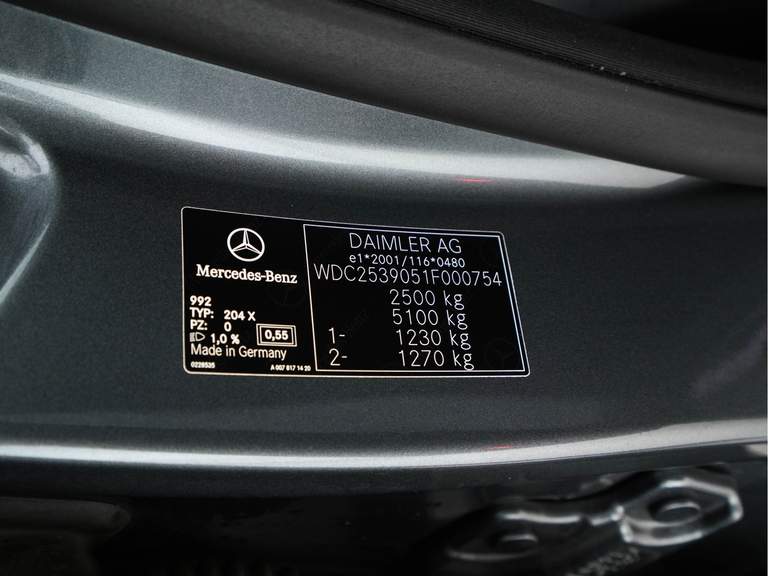 Mercedes-Benz
992
TYP: 204 X
PZ: 0
1,0 % 0,55
Made in Germany
0228535 A 007 817 14 20
DAIMLER AG
e1*2001/116*0480
WDC2539051F000754
2500 kg
5100 kg
1- 1230 kg
2- 1270 kg